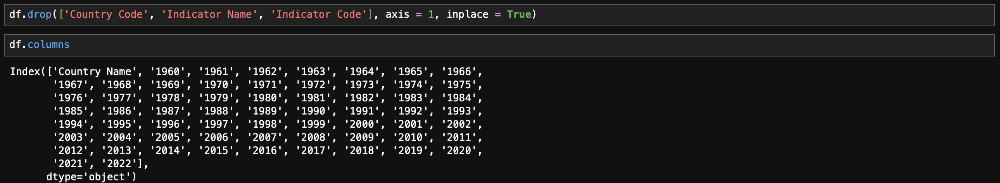 df.drop(['Country Code', 'Indicator Name', 'Indicator Code'], axis = 1, inplace = True)
df.columns
Index(['Country Name', '1960', '1961', '1962', '1963', '1964', '1965', '1966',
       '1967', '1968', '1969', '1970', '1971', '1972', '1973', '1974', '1975',
       '1976', '1977', '1978', '1979', '1980', '1981', '1982', '1983', '1984',
       '1985', '1986', '1987', '1988', '1989', '1990', '1991', '1992', '1993',
       '1994', '1995', '1996', '1997', '1998', '1999', '2000', '2001', '2002',
       '2003', '2004', '2005', '2006', '2007', '2008', '2009', '2010', '2011',
       '2012', '2013', '2014', '2015', '2016', '2017', '2018', '2019', '2020',
       '2021', '2022'],
      dtype='object')